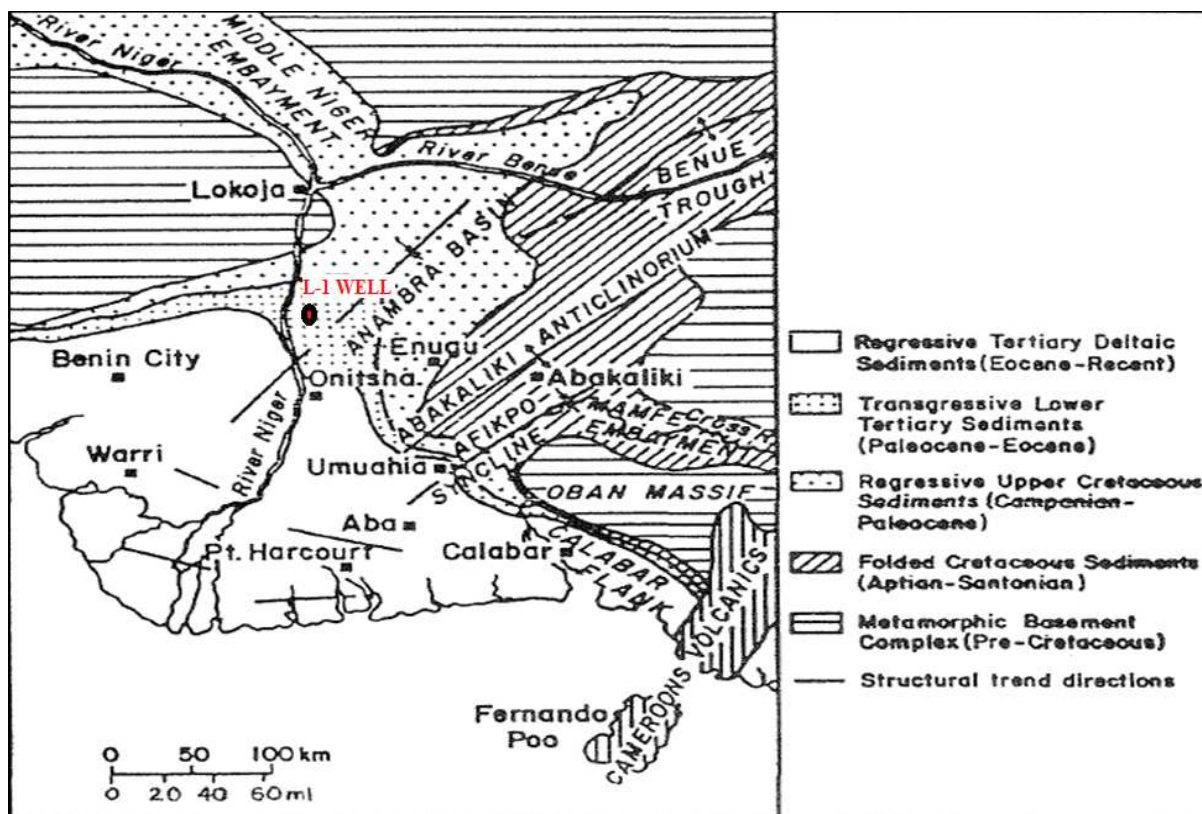 River Niger
MIDDLE NIGER
EMBAYMENT
River Benue
BENUE
TROUGH
Lokoja
ANAMBRA BASIN
L-1 WELL
Benin City
Enugu
Onitsha.
ABAKALIKI ANTICLINORIUM
Abakaliki
AFIKPO
SYNCLINE
MAMFE
EMBAYMEN
Cross R
Warri
River Niger
Umuahia
OBAN MASSIF
Aba
Pt. Harcourt
Calabar
CALABAR
FLANK
CAMEROONS VOLCANICS
Fernando
Poo
0 50 100 km
0 20 40 60 ml
Regressive Tertiary Deltaic
Sediments (Eocene-Recent)
Transgressive Lower
Tertiary Sediments
(Paleocene-Eocene)
Regressive Upper Cretaceous
Sediments (Campanian-
Paleocene)
Folded Cretaceous Sediments
(Aptian-Santonian)
Metamorphic Basement
Complex (Pre-Cretaceous)
Structural trend directions